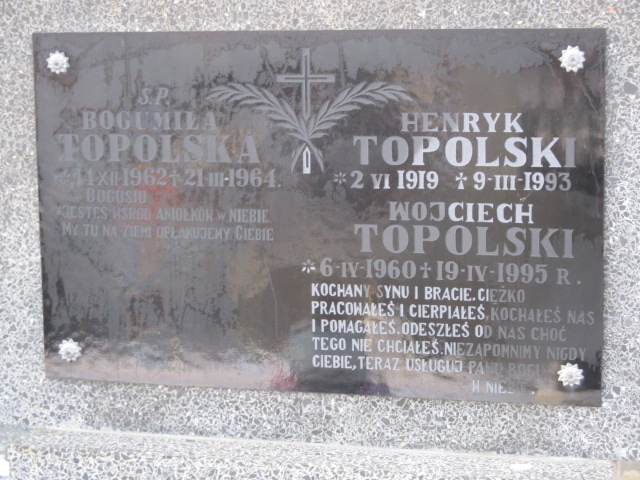 Ś.P.
BOGUMIŁA
TOPOLSKA
14 XII 1962 ✝ 21-III-1964.
BOGUSIU
JESTEŚ WŚRÓD ANIOŁKÓW W NIEBIE
MY TU NA ZIEMI OPŁAKUJEMY CIEBIE
HENRYK
TOPOLSKI
* 2 VI 1919 ✝ 9-III-1993
WOJCIECH
TOPOLSKI
* 6-IV-1960 ✝ 19-IV-1995 R.
KOCHANY SYNU I BRACIE. CIĘŻKO
PRACOWAŁEŚ I CIERPIAŁEŚ, KOCHAŁEŚ NAS
I POMAGAŁEŚ. ODESZŁEŚ OD NAS CHOĆ
TEGO NIE CHCIAŁEŚ. NIEZAPOMNIMY NIGDY
CIEBIE, TERAZ USŁUGUJ PANU
W